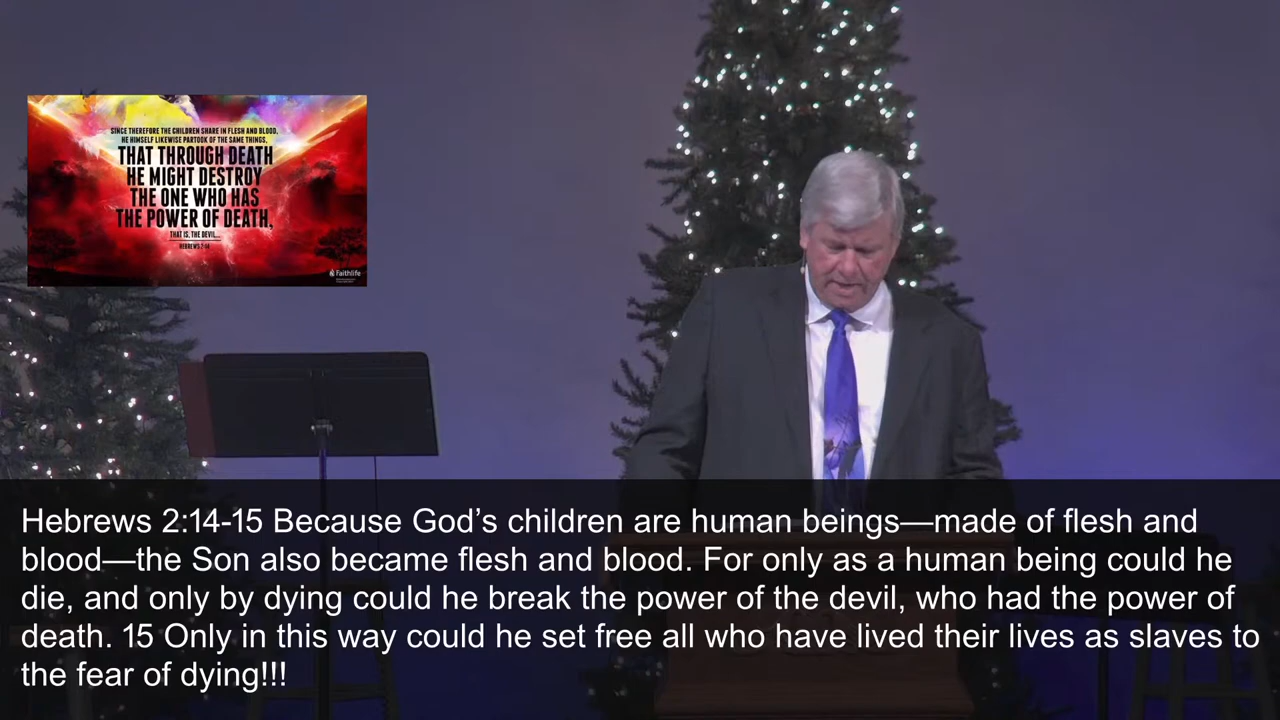 SINCE THEREFORE THE CHILDREN SHARE IN FLESH AND BLOOD,
HE HIMSELF LIKEWISE PARTOOK OF THE SAME THINGS,
THAT THROUGH DEATH
HE MIGHT DESTROY
THE ONE WHO HAS
THE POWER OF DEATH,
THAT IS, THE DEVIL...
HEBREWS 2:14
Faithlife
Hebrews 2:14-15 Because God’s children are human beings—made of flesh and
blood—the Son also became flesh and blood. For only as a human being could he
die, and only by dying could he break the power of the devil, who had the power of
death. 15 Only in this way could he set free all who have lived their lives as slaves to
the fear of dying!!!